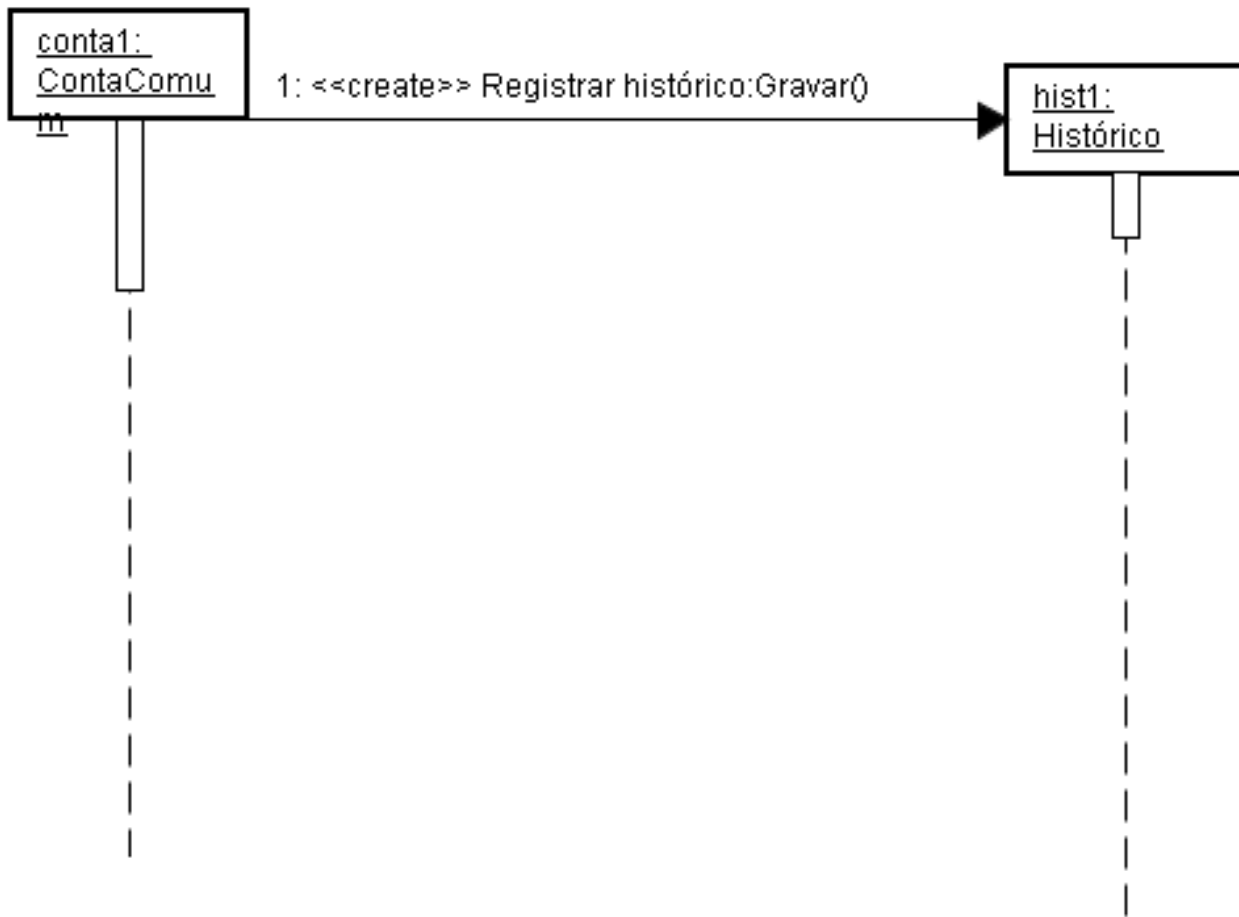 conta1:
ContaComu
m
1: <<create>> Registrar histórico:Gravar()
hist1:
Histórico